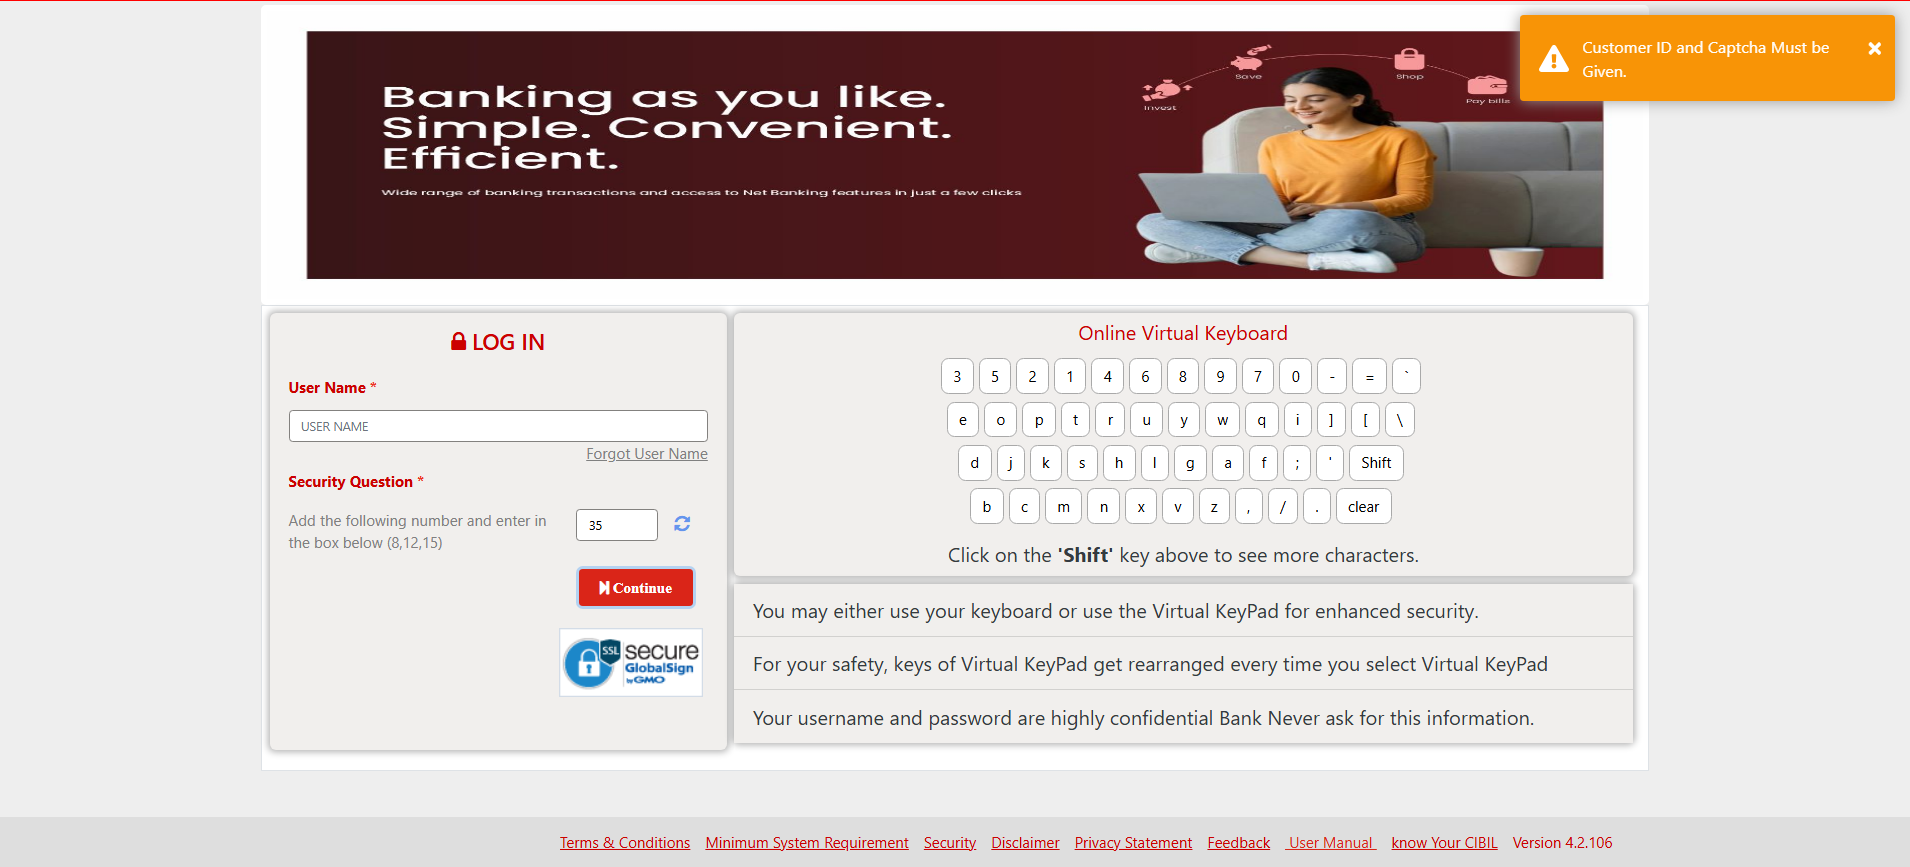 Customer ID and Captcha Must be
Given.
×
Banking as you like.
Simple. Convenient.
Efficient.
Wide range of banking transactions and access to Net Banking features in just a few clicks
Invest
Save
Shop
Pay bills
LOG IN
User Name *
USER NAME
Forgot User Name
Security Question *
Add the following number and enter in
the box below (8,12,15)
35
Continue
SSL
secure
GlobalSign
by GMO
Online Virtual Keyboard
3 5 2 1 4 6 8 9 7 0 - = `
e o p t r u y w q i ] [ \
d j k s h l g a f ; ' Shift
b c m n x v z , / . clear
Click on the 'Shift' key above to see more characters.
You may either use your keyboard or use the Virtual KeyPad for enhanced security.
For your safety, keys of Virtual KeyPad get rearranged every time you select Virtual KeyPad
Your username and password are highly confidential Bank Never ask for this information.
Terms & Conditions Minimum System Requirement Security Disclaimer Privacy Statement Feedback User Manual know Your CIBIL Version 4.2.106